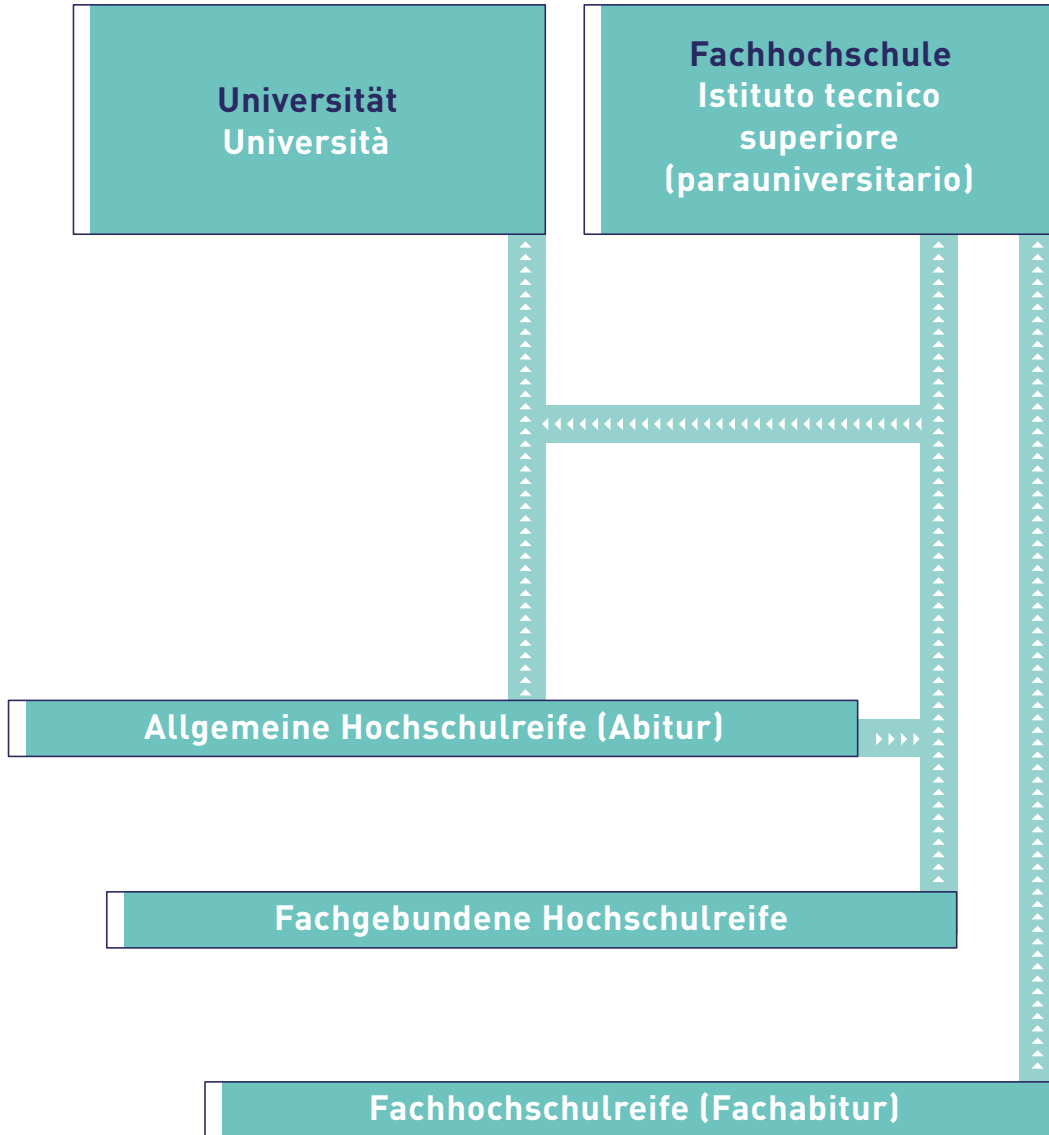 Universität
Università
Fachhochschule
Istituto tecnico
superiore
(parauniversitario)
Allgemeine Hochschulreife (Abitur)
Fachgebundene Hochschulreife
Fachhochschulreife (Fachabitur)